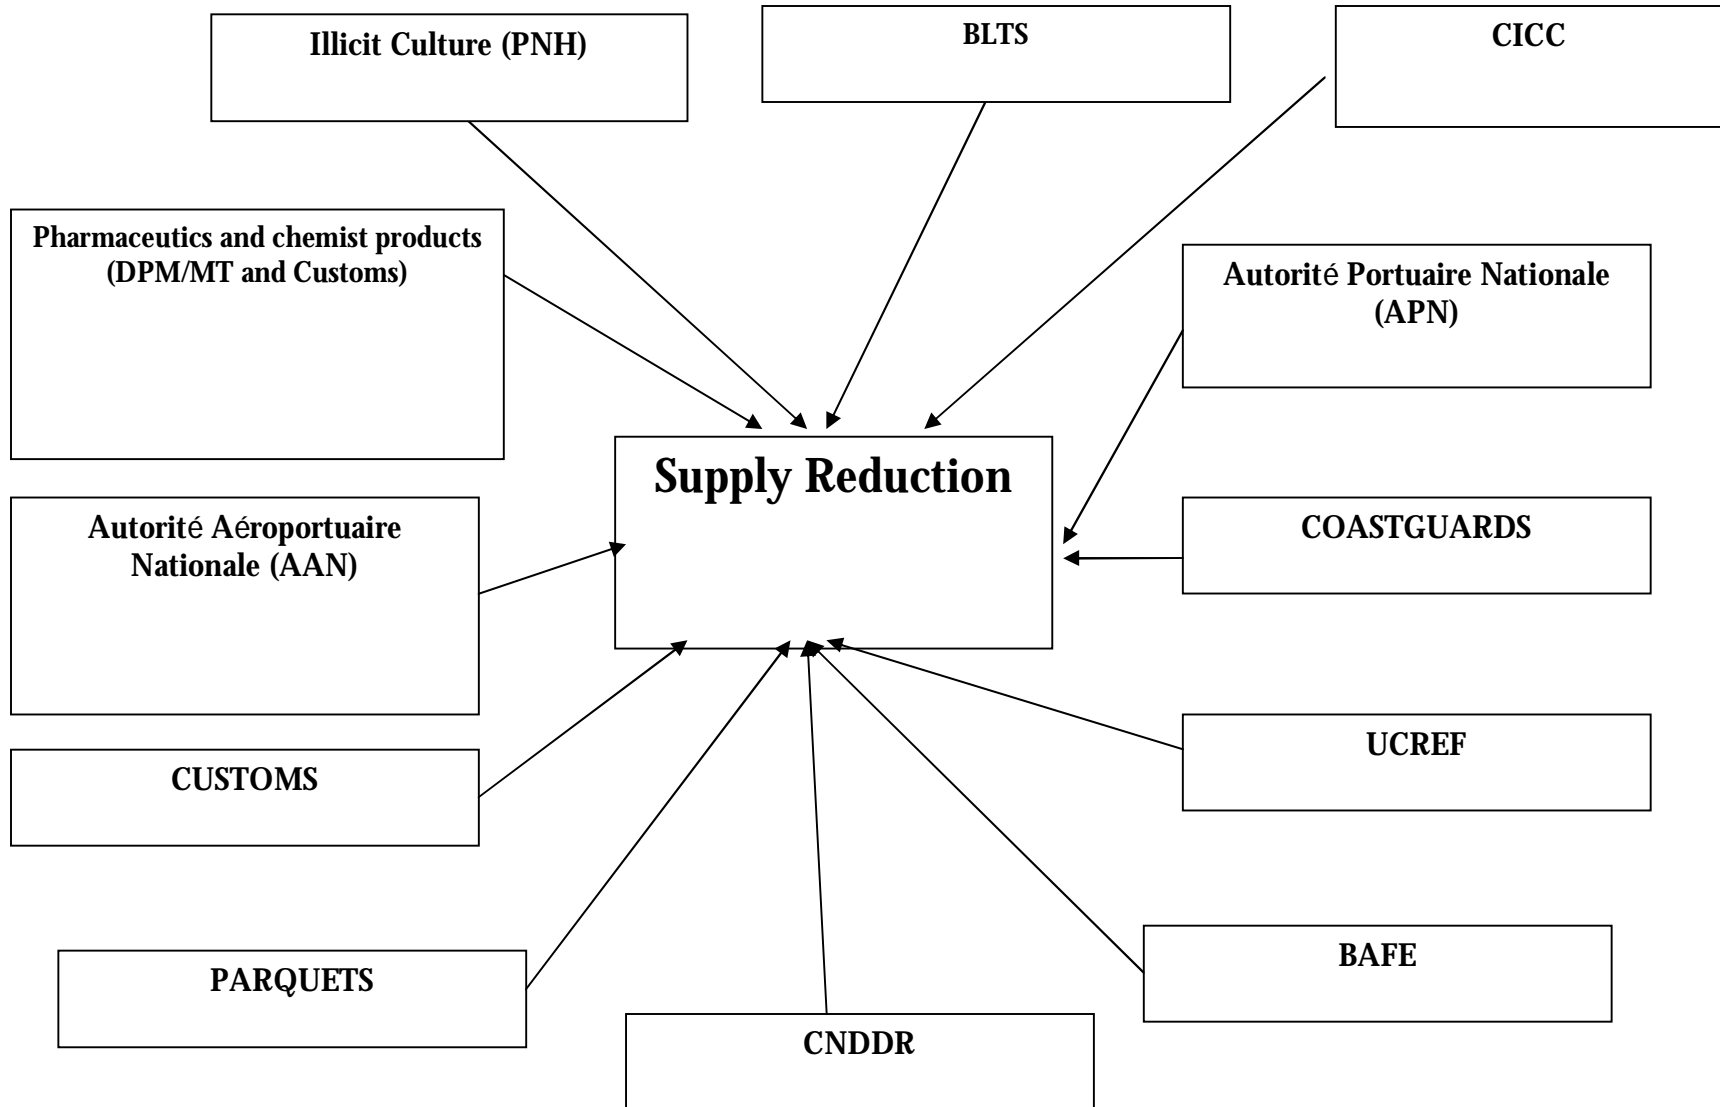 Illicit Culture (PNH)
BLTS
CICC
Pharmaceutics and chemist products
(DPM/MT and Customs)
Autorité Portuaire Nationale
(APN)
Supply Reduction
Autorité Aéroportuaire
Nationale (AAN)
COASTGUARDS
CUSTOMS
UCREF
PARQUETS
BAFE
CNDDR